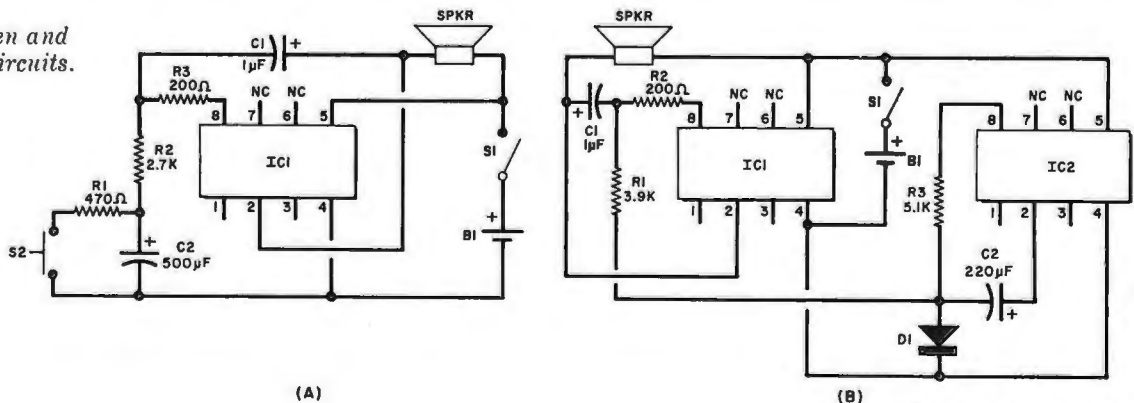 en and
ircuits.
SPKR
C1
+
1µF
R3
200Ω
NC NC
8 7 6 5
R2
2.7K
IC1
S1
R1
470Ω
1 2 3 4
+
+
B1
S2
C2
500µF
(A)
SPKR
R2
200Ω
NC NC
S1
NC NC
+
C1
1µF
8 7 6 5
8 7 6 5
+
R1
3.9K
IC1
B1
R3
5.1K
IC2
1 2 3 4
1 2 3 4
C2
220µF
+
D1
(B)